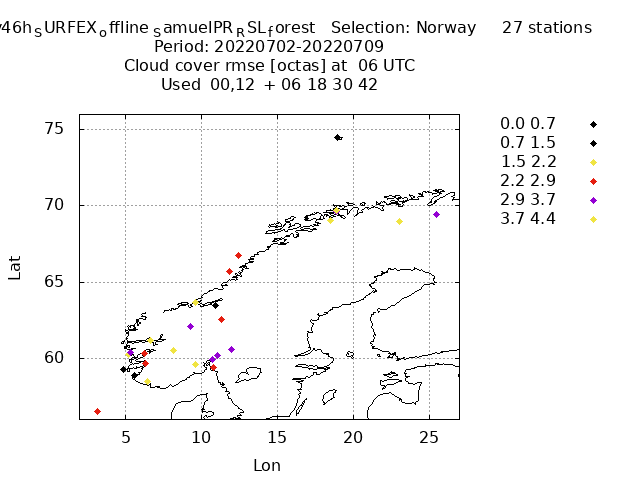 46h_SURFEX_offline_SamuelPR_RSL_forest Selection: Norway 27 stations
Period: 20220702-20220709
Cloud cover rmse [octas] at 06 UTC
Used 00,12 + 06 18 30 42
0.0 0.7
0.7 1.5
1.5 2.2
2.2 2.9
2.9 3.7
3.7 4.4
75
70
65
60
Lat
5 10 15 20 25
Lon